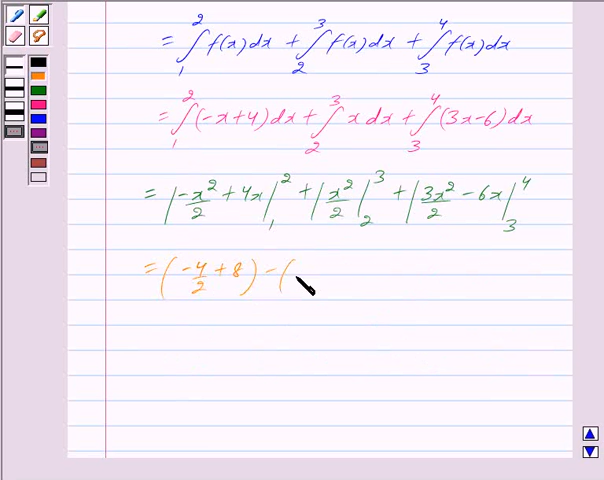 = ∫₁² f(x)dx + ∫₂³ f(x)dx + ∫₃⁴ f(x)dx
= ∫₁² (-x+4)dx + ∫₂³ x dx + ∫₃⁴ (3x-6)dx
= |-x²/2 + 4x|₁² + |x²/2|₂³ + |3x²/2 - 6x|₃⁴
= (-4/2 + 8) - (